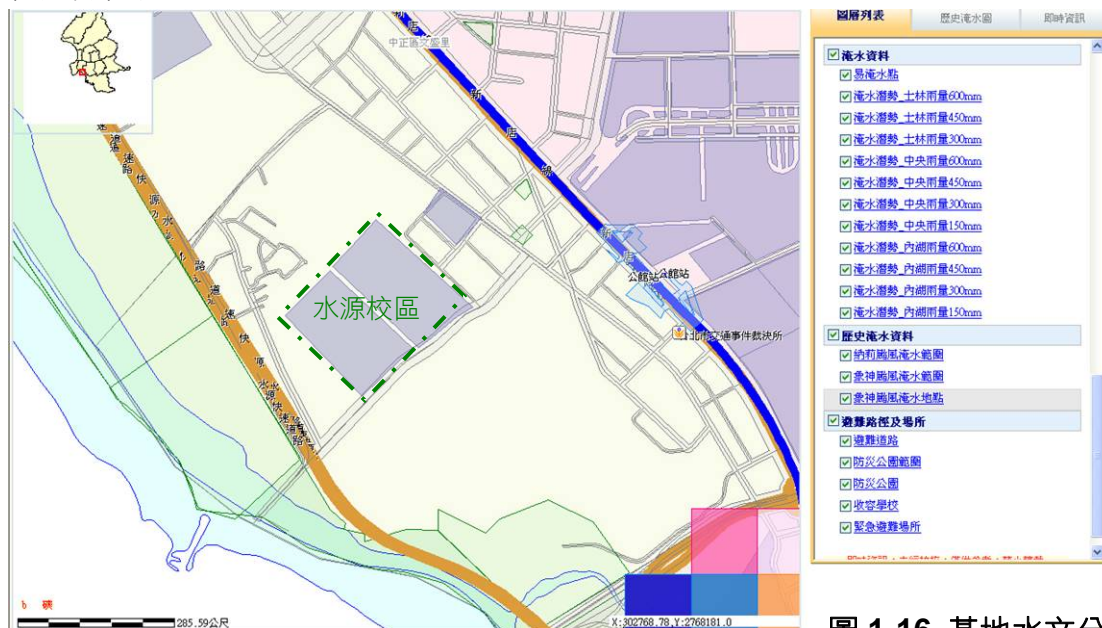 中正區文盛里
新
店
線
新
店
線
新
店
公館站
公館站
北市交通事件裁決所
水源校區
水源快速道路
285.59公尺
X:302768.78,Y:2768181.0
圖層列表
歷史淹水圖
即時資訊
淹水資料
易淹水點
淹水潛勢_士林雨量600mm
淹水潛勢_士林雨量450mm
淹水潛勢_士林雨量300mm
淹水潛勢_中央雨量600mm
淹水潛勢_中央雨量450mm
淹水潛勢_中央雨量300mm
淹水潛勢_中央雨量150mm
淹水潛勢_內湖雨量600mm
淹水潛勢_內湖雨量450mm
淹水潛勢_內湖雨量300mm
淹水潛勢_內湖雨量150mm
歷史淹水資料
納莉颱風淹水範圍
象神颱風淹水範圍
象神颱風淹水地點
避難路徑及場所
避難道路
防災公園範圍
防災公園
收容學校
緊急避難場所
圖 1-16 基地水文分